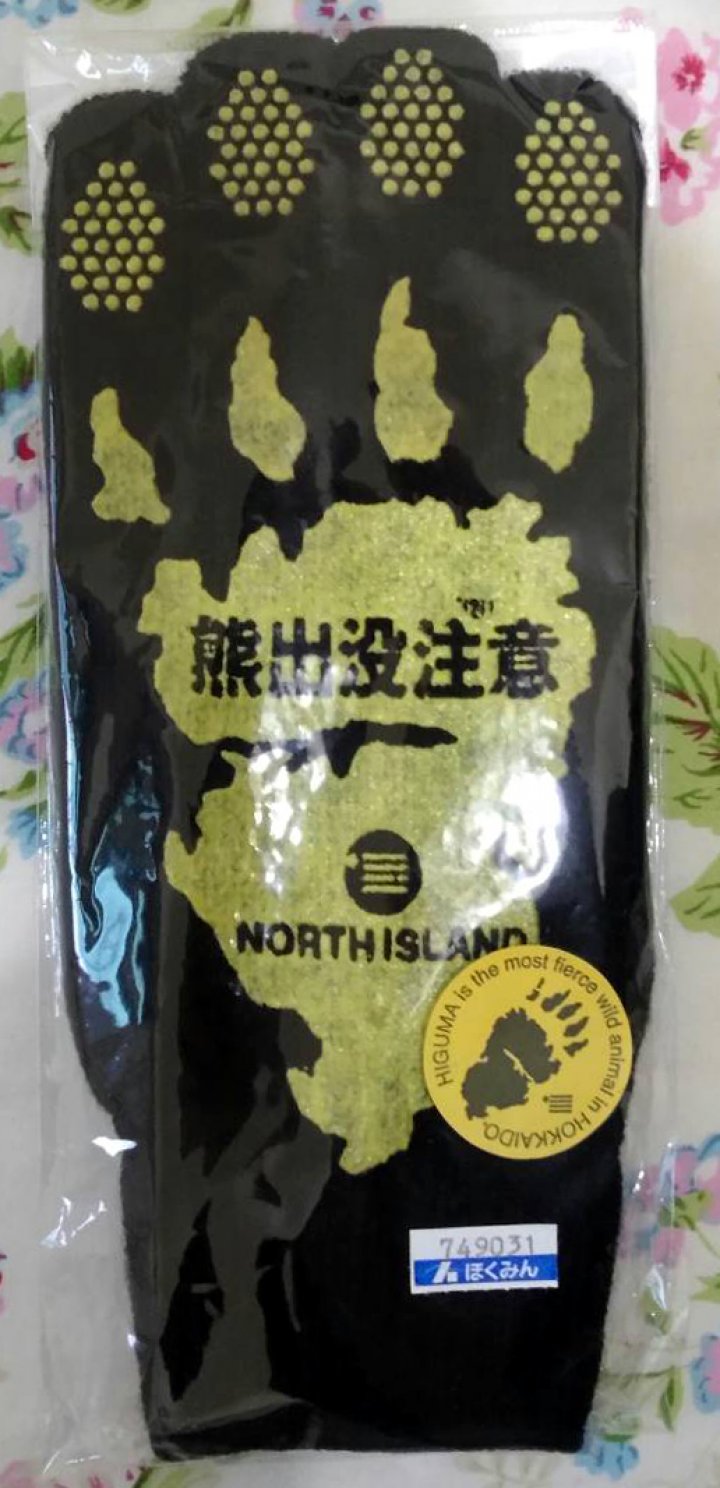 熊出没注意
NORTH ISLAND
HIGUMA is the most fierce wild animal in HOKKAIDO.
749031
ほくみん